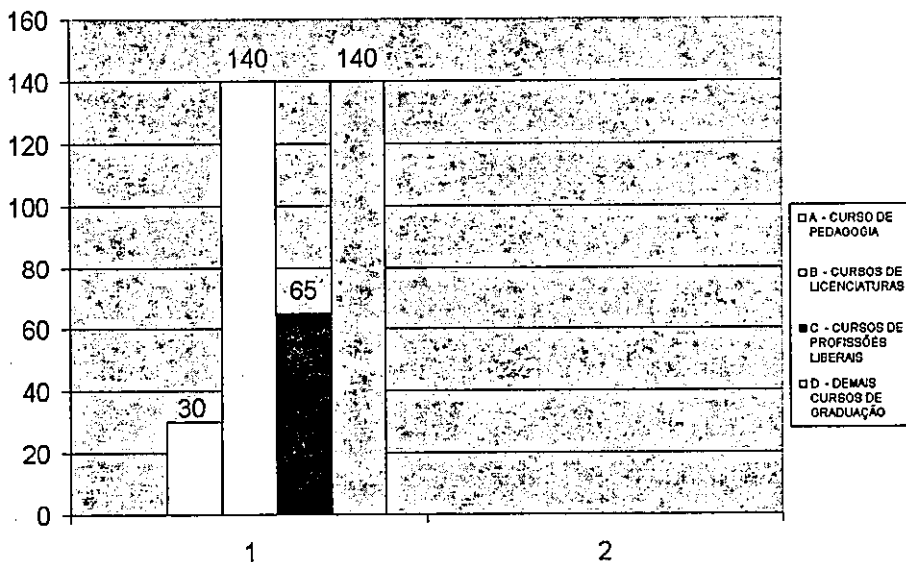 160
140
120
100
80
60
40
20
0
140
140
65
30
1
2
A - CURSO DE
PEDAGOGIA
B - CURSOS DE
LICENCIATURAS
C - CURSOS DE
PROFISSÕES
LIBERAIS
D - DEMAIS
CURSOS DE
GRADUAÇÃO